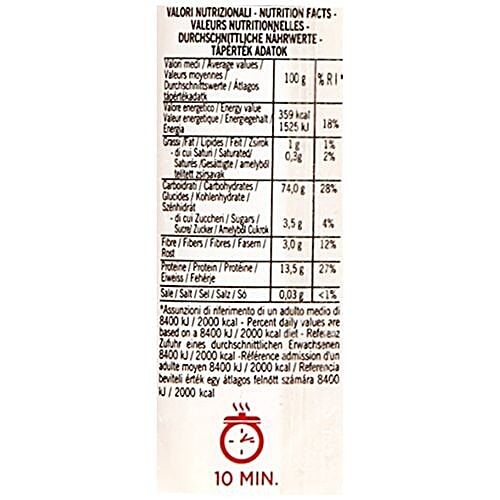 VALORI NUTRIZIONALI - NUTRITION FACTS -
VALEURS NUTRITIONNELLES -
DURCHSCHNITTLICHE NÄHRWERTE -
TÁPÉRTÉK ADATOK
Valori medi / Average values /
Valeurs moyennes /
Durchschnittswerte / Átlagos
tápértékadatk
100 g
% R I *
Valore energetico / Energy value
Valeur energetique / Energiegehalt /
Energia
359 kcal
1525 kJ
18%
Grassi / Fat / Lipides / Fett / Zsírok
1 g
1%
- di cui Saturi / Saturated /
Saturés / Gesättigte / amelyből
telített zsírsavak
0,3g
2%
Carboidrati / Carbohydrates /
Glucides / Kohlenhydrate /
Szénhidrát
74,0 g
28%
- di cui Zuccheri / Sugars /
Sucre/ Zucker / Amelyből Cukrok
3,5 g
4%
Fibre / Fibers / Fibres / Fasern /
Rost
3,0 g
12%
Proteine / Protein / Protéine /
Eiweiss / Fehérje
13,5 g
27%
Sale / Salt / Sel / Salz / Só
0,03 g
<1%
*Assunzioni di riferimento di un adulto medio di
8400 kJ / 2000 kcal - Percent daily values are
based on a 8400 kJ / 2000 kcal diet - Referenz
Zufuhr eines durchschnittlichen Erwachsenen
8400 kJ / 2000 kcal -Référence admission d'un
adulte moyen 8400 kJ / 2000 kcal / Referencia
beviteli érték egy átlagos felnőtt számára 8400
kJ / 2000 kcal
10 MIN.